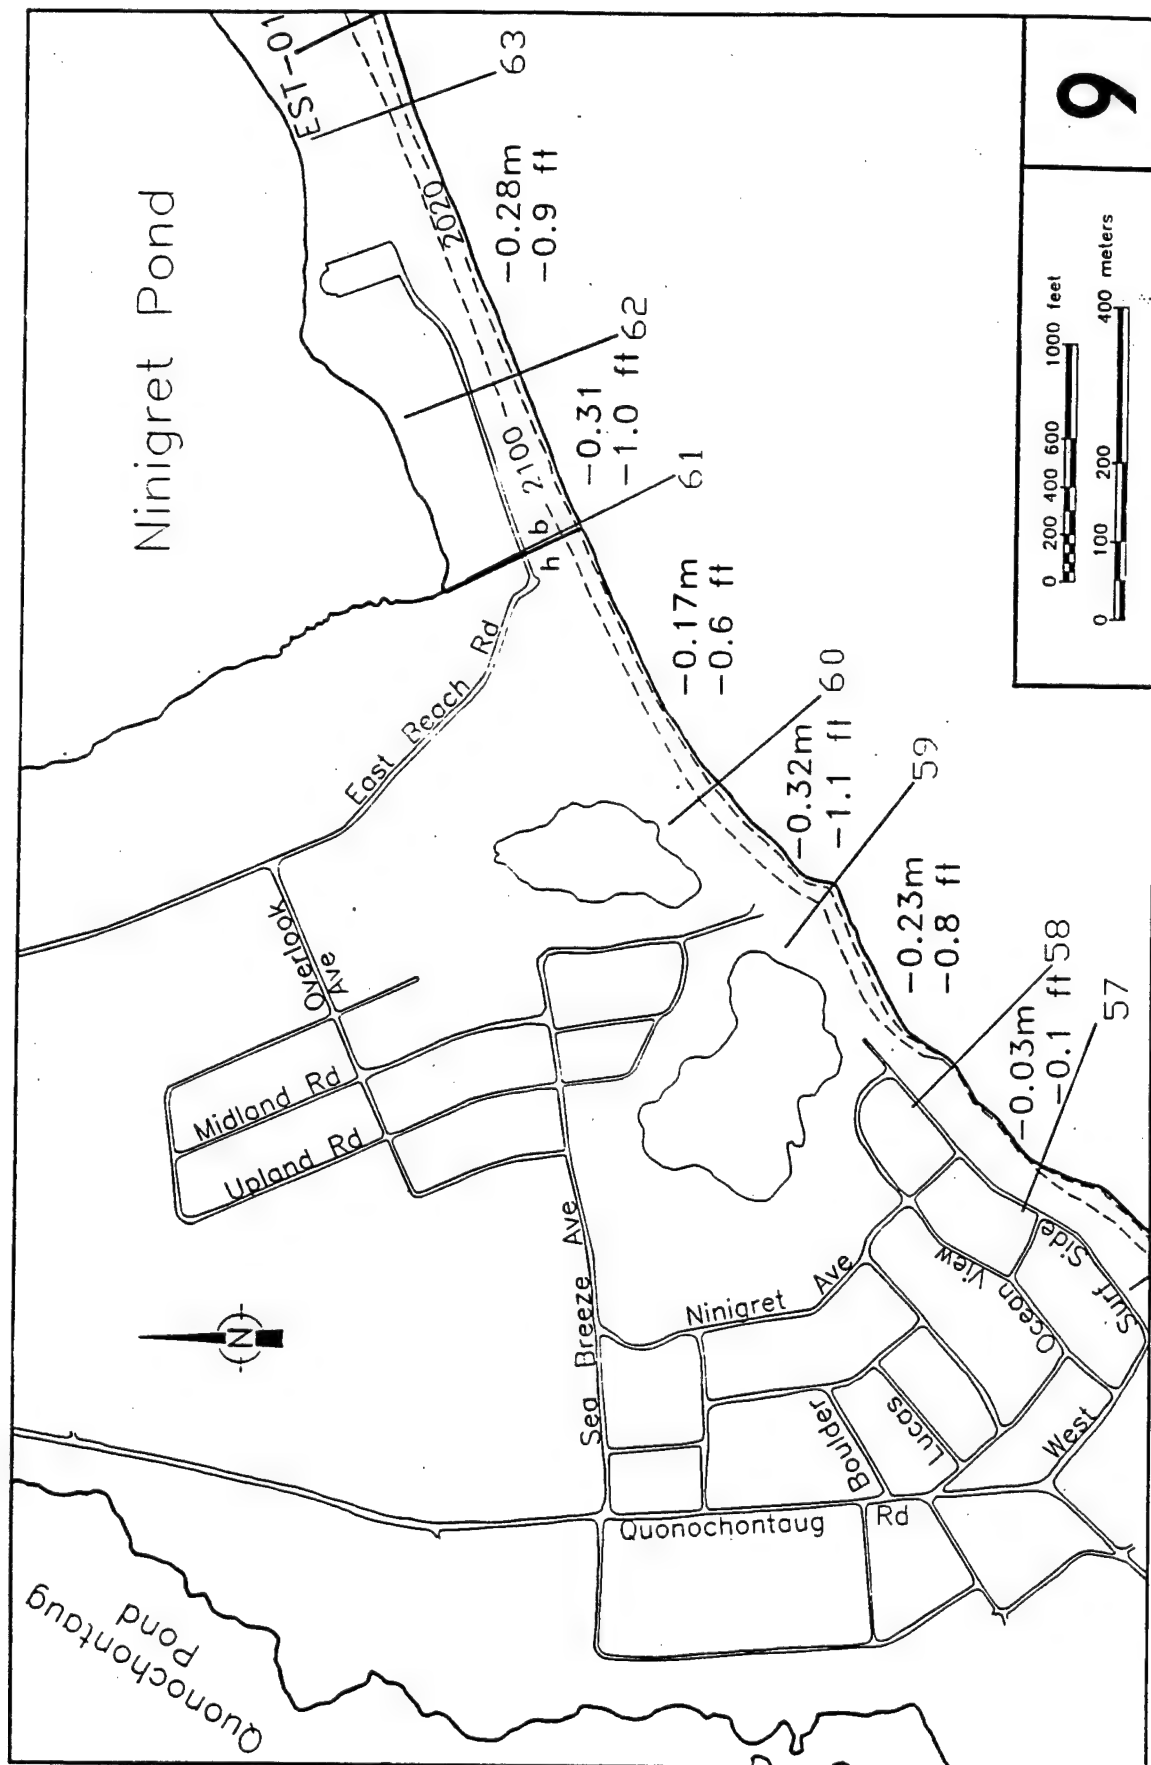 Ninigret Pond
EST-01
63
2020
-0.28m
-0.9 ft
62
2100
-0.31
-1.0 ft
b
h
61
-0.17m
-0.6 ft
60
-0.32m
-1.1 ft
59
-0.23m
-0.8 ft
58
-0.03m
-0.1 ft
57
East Beach Rd
Overlook
Ave
Midland Rd
Upland Rd
Sea Breeze Ave
Ninigret Ave
Ocean View
Surf Side
Boulder
Lucas
West
Quonochontaug Rd
N
Quonochontaug
Pond
0 200 400 600 1000 feet
0 100 200 400 meters
9